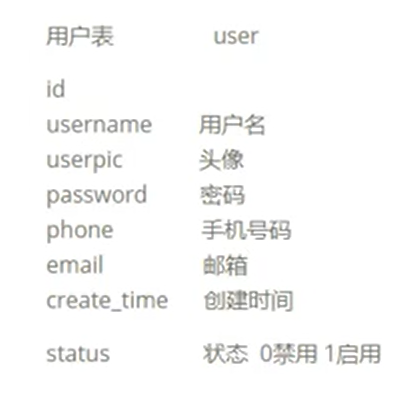 用户表 user
id
username 用户名
userpic 头像
password 密码
phone 手机号码
email 邮箱
create_time 创建时间
status 状态 0禁用 1启用